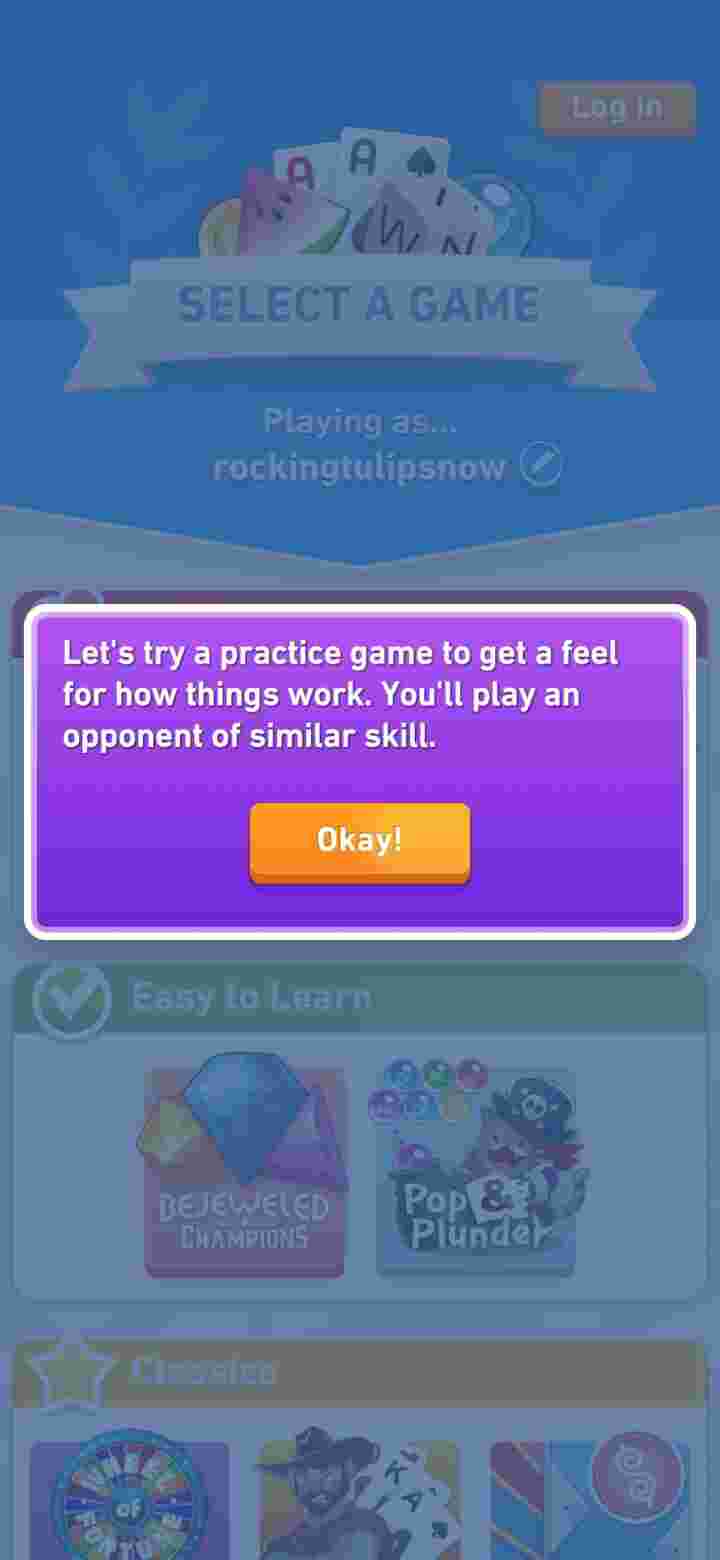 Log in
A
A
W N
SELECT A GAME
Playing as...
rockingtulipsnow
Let's try a practice game to get a feel
for how things work. You'll play an
opponent of similar skill.
Okay!
Easy to Learn
BEJEWELED
CHAMPIONS
Pop &
Plunder
Classics
WHEEL
OF
FORTUNE
K
A